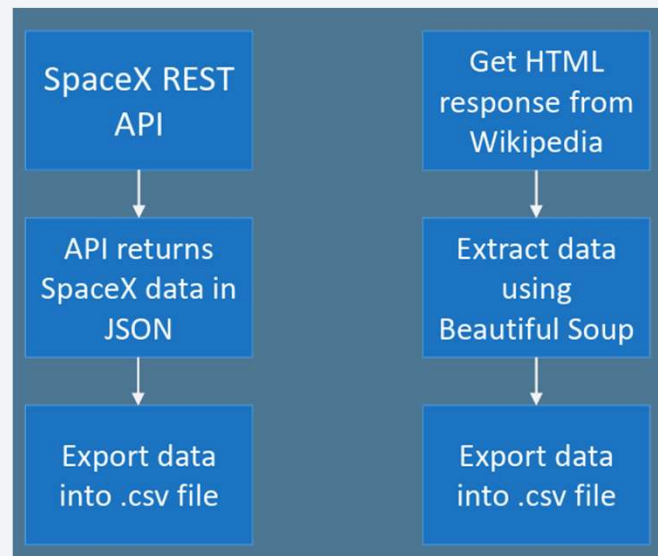 SpaceX REST
API
API returns
SpaceX data in
JSON
Export data
into .csv file
Get HTML
response from
Wikipedia
Extract data
using
Beautiful Soup
Export data
into .csv file